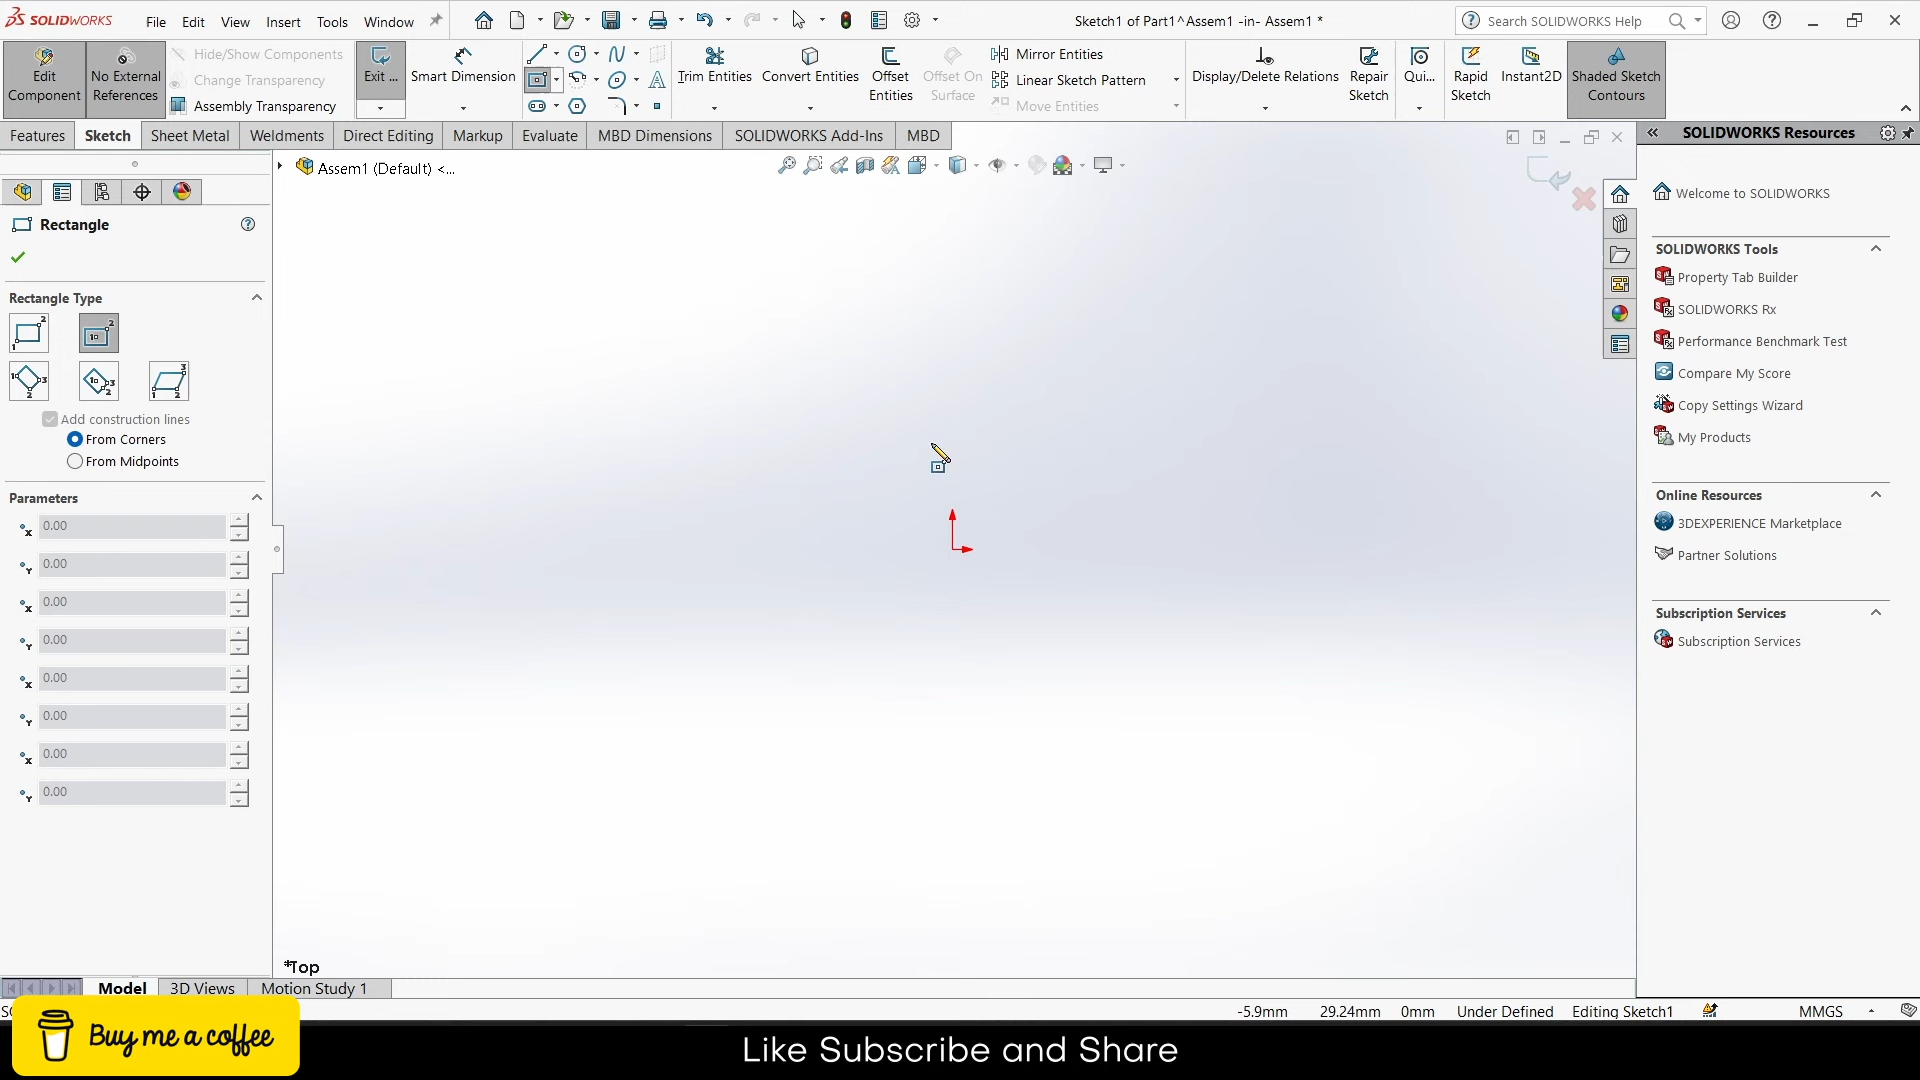 SOLIDWORKS File Edit View Insert Tools Window Sketch1 of Part1^Assem1 -in- Assem1 * Search SOLIDWORKS Help
Edit Component
No External References
Hide/Show Components
Change Transparency
Assembly Transparency
Exit ...
Smart Dimension
Trim Entities
Convert Entities
Offset Entities
Offset On Surface
Mirror Entities
Linear Sketch Pattern
Move Entities
Display/Delete Relations
Repair Sketch
Qui...
Rapid Sketch
Instant2D
Shaded Sketch Contours
Features Sketch Sheet Metal Weldments Direct Editing Markup Evaluate MBD Dimensions SOLIDWORKS Add-Ins MBD
Assem1 (Default) <...
Rectangle
Rectangle Type
Add construction lines
From Corners
From Midpoints
Parameters
0.00
0.00
0.00
0.00
0.00
0.00
0.00
0.00
*Top
SOLIDWORKS Resources
Welcome to SOLIDWORKS
SOLIDWORKS Tools
Property Tab Builder
SOLIDWORKS Rx
Performance Benchmark Test
Compare My Score
Copy Settings Wizard
My Products
Online Resources
3DEXPERIENCE Marketplace
Partner Solutions
Subscription Services
Subscription Services
Model 3D Views Motion Study 1
-5.9mm 29.24mm 0mm Under Defined Editing Sketch1 MMGS
Buy me a coffee
Like Subscribe and Share